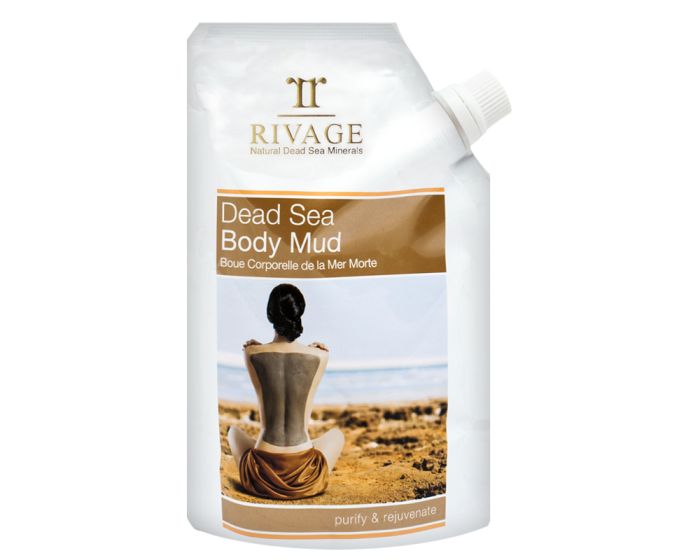 RIVAGE
Natural Dead Sea Minerals
Dead Sea
Body Mud
Boue Corporelle de la Mer Morte
purify & rejuvenate